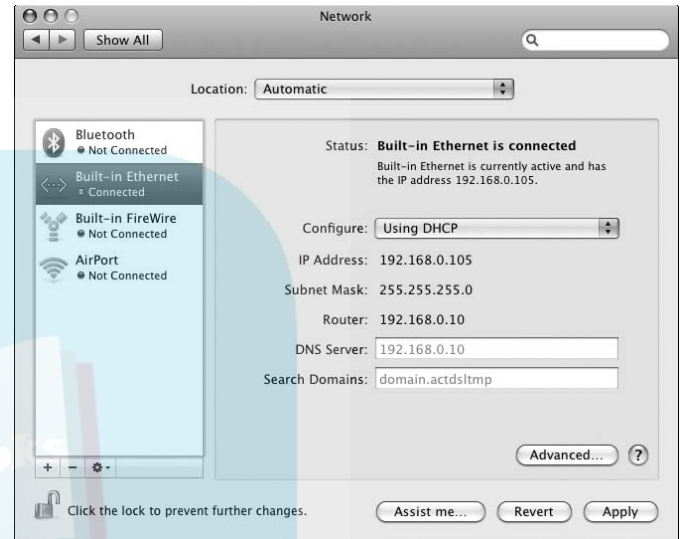 Network
Show All
Location: Automatic
Bluetooth
Not Connected
Built-in Ethernet
Connected
Built-in FireWire
Not Connected
AirPort
Not Connected
Status: Built-in Ethernet is connected
Built-in Ethernet is currently active and has
the IP address 192.168.0.105.
Configure: Using DHCP
IP Address: 192.168.0.105
Subnet Mask: 255.255.255.0
Router: 192.168.0.10
DNS Server: 192.168.0.10
Search Domains: domain.actdsltmp
Advanced... ?
+ -
Click the lock to prevent further changes.
Assist me... Revert Apply